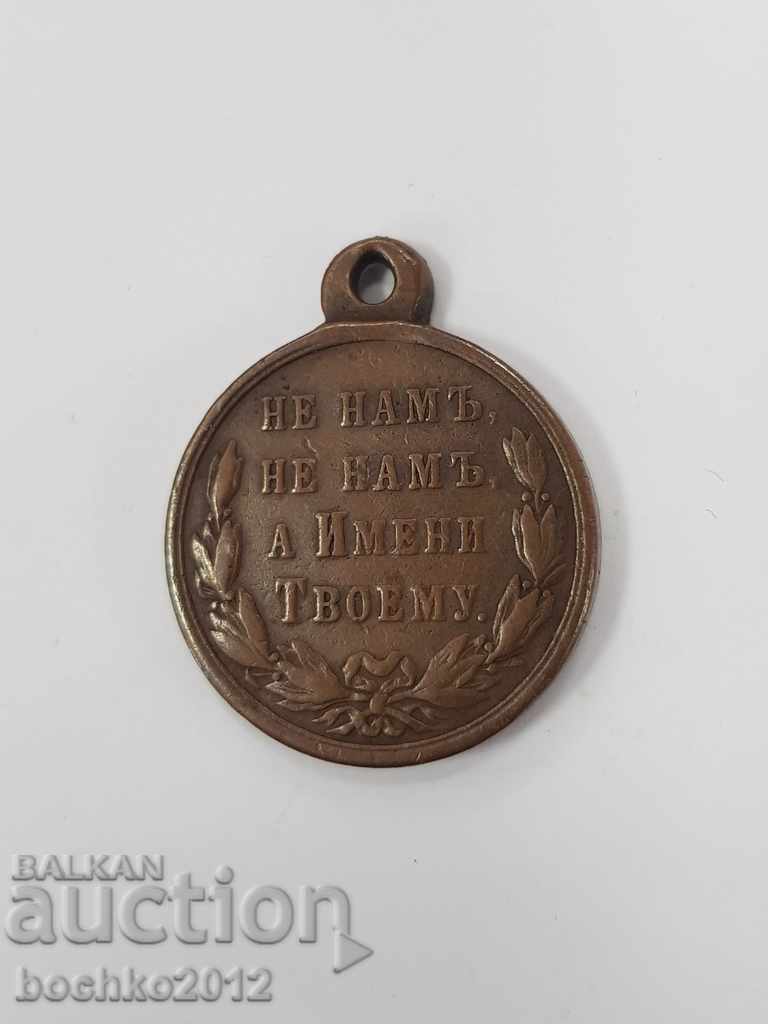 НЕ НАМЪ,
НЕ НАМЪ,
А ИМЕНИ
ТВОЕМУ.
BALKAN
auction
bochko2012